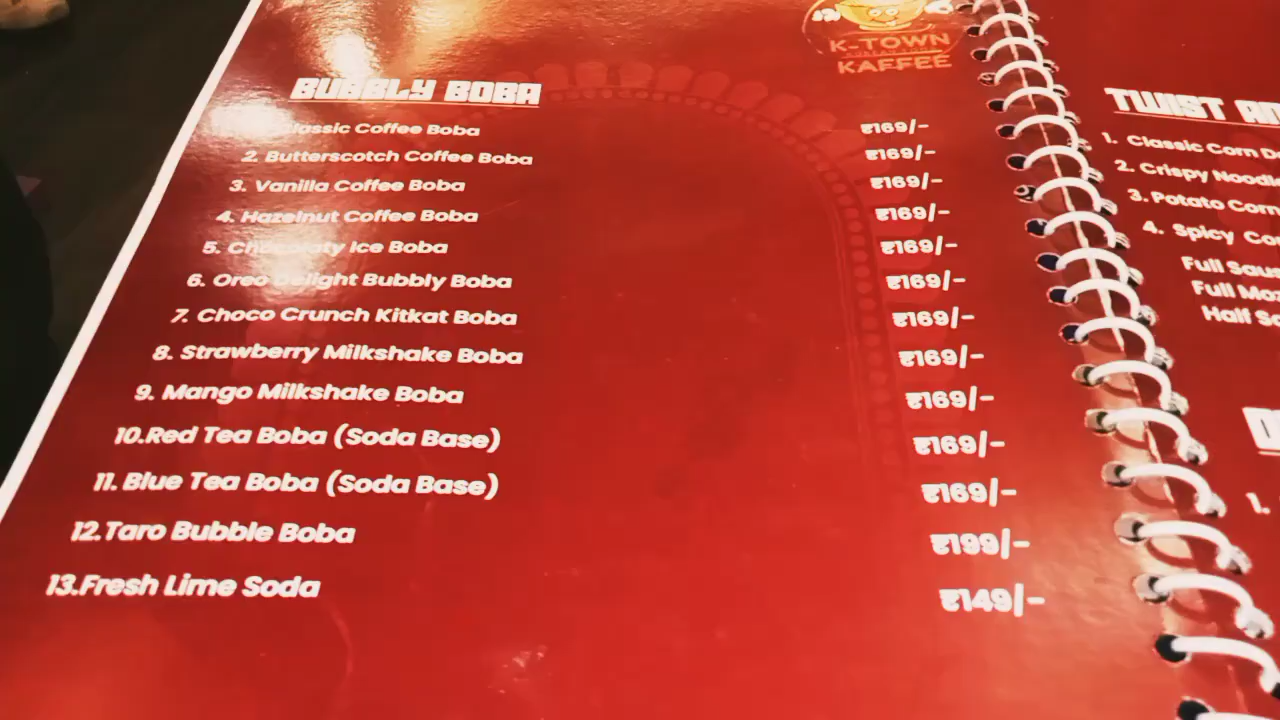 K-TOWN
KAFFEE
BUBBLY BOBA
Classic Coffee Boba ₹169/-
2. Butterscotch Coffee Boba ₹169/-
3. Vanilla Coffee Boba ₹169/-
4. Hazelnut Coffee Boba ₹169/-
5. Chocolaty Ice Boba ₹169/-
6. Oreo Delight Bubbly Boba ₹169/-
7. Choco Crunch Kitkat Boba ₹169/-
8. Strawberry Milkshake Boba ₹169/-
9. Mango Milkshake Boba ₹169/-
10.Red Tea Boba (Soda Base) ₹169/-
11. Blue Tea Boba (Soda Base) ₹169/-
12.Taro Bubble Boba ₹199/-
13.Fresh Lime Soda ₹149/-
TWIST
1. Classic Corn
2. Crispy
3. Potato Corn
4. Spicy
Full
Full
Half
1.